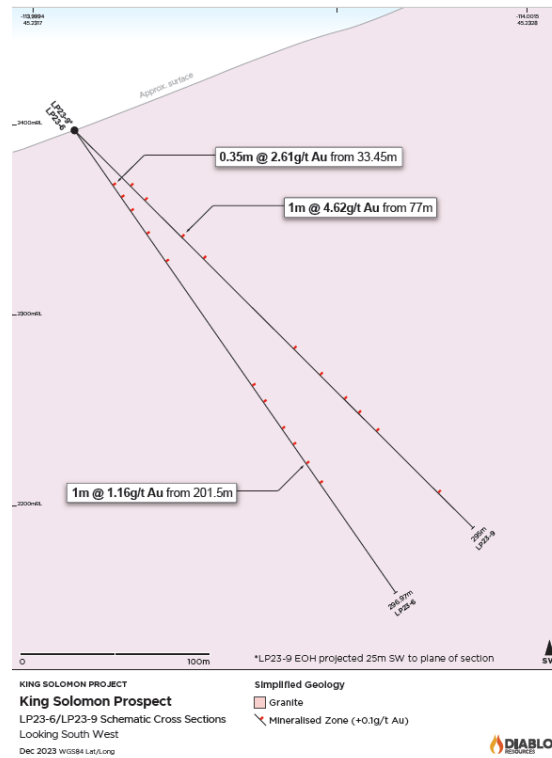 -113.9994
45.2317
-114.0015
45.2328
Approx. surface
LP23-9*
LP23-6
2400mRL
0.35m @ 2.61g/t Au from 33.45m
1m @ 4.62g/t Au from 77m
2300mRL
1m @ 1.16g/t Au from 201.5m
2200mRL
295m
LP23-9
296.97m
LP23-6
0 100m
*LP23-9 EOH projected 25m SW to plane of section
SW
KING SOLOMON PROJECT
King Solomon Prospect
LP23-6/LP23-9 Schematic Cross Sections
Looking South West
Dec 2023 WGS84 Lat/Long
Simplified Geology
Granite
Mineralised Zone (+0.1g/t Au)
DIABLO
RESOURCES